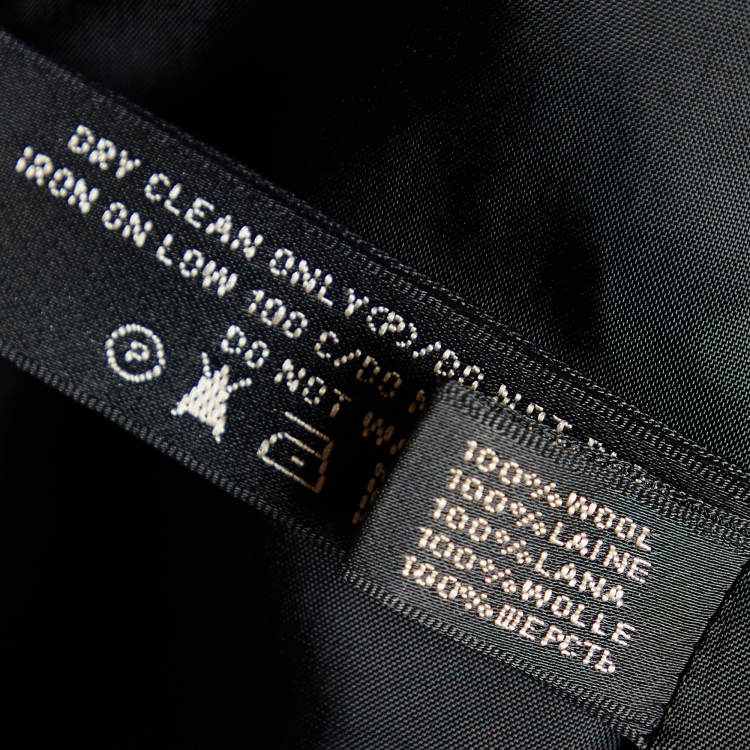 DRY CLEAN ONLY(P)/DO NOT
IRON ON LOW 100 C/DO
DO NOT
100%WOOL
100%LAINE
100%LANA
100%WOLLE
100%ШЕРСТЬ